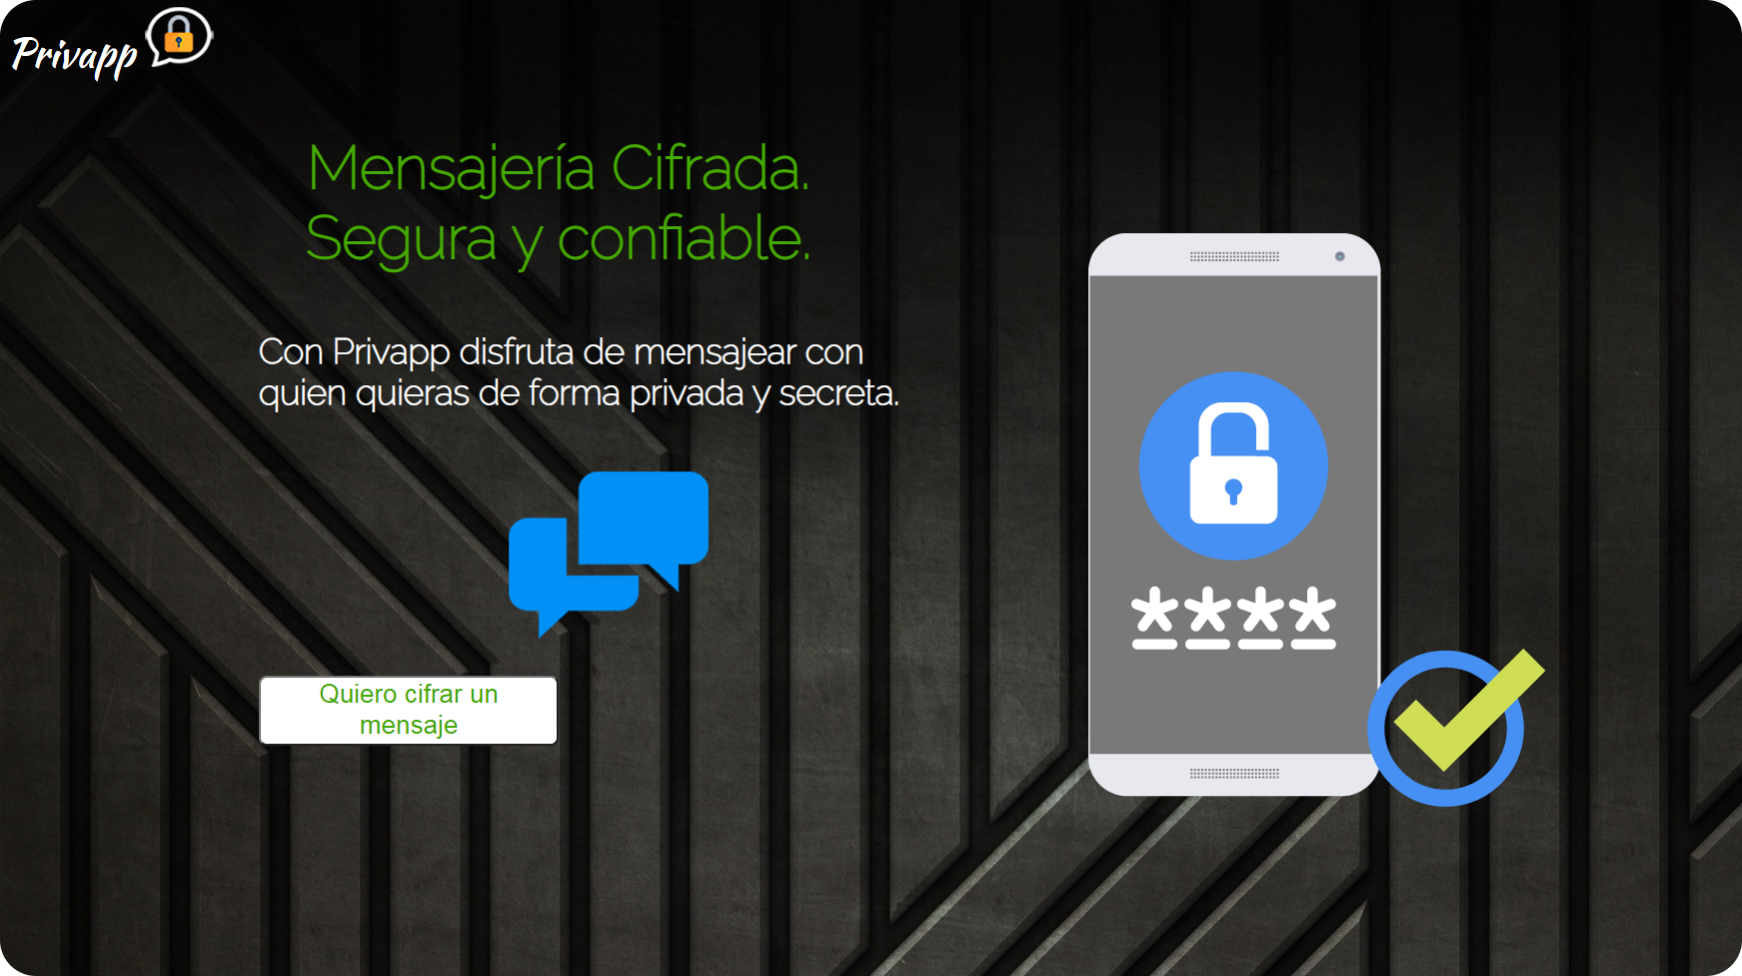 Privapp
Mensajería Cifrada.
Segura y confiable.
Con Privapp disfruta de mensajear con
quien quieras de forma privada y secreta.
****
Quiero cifrar un
mensaje